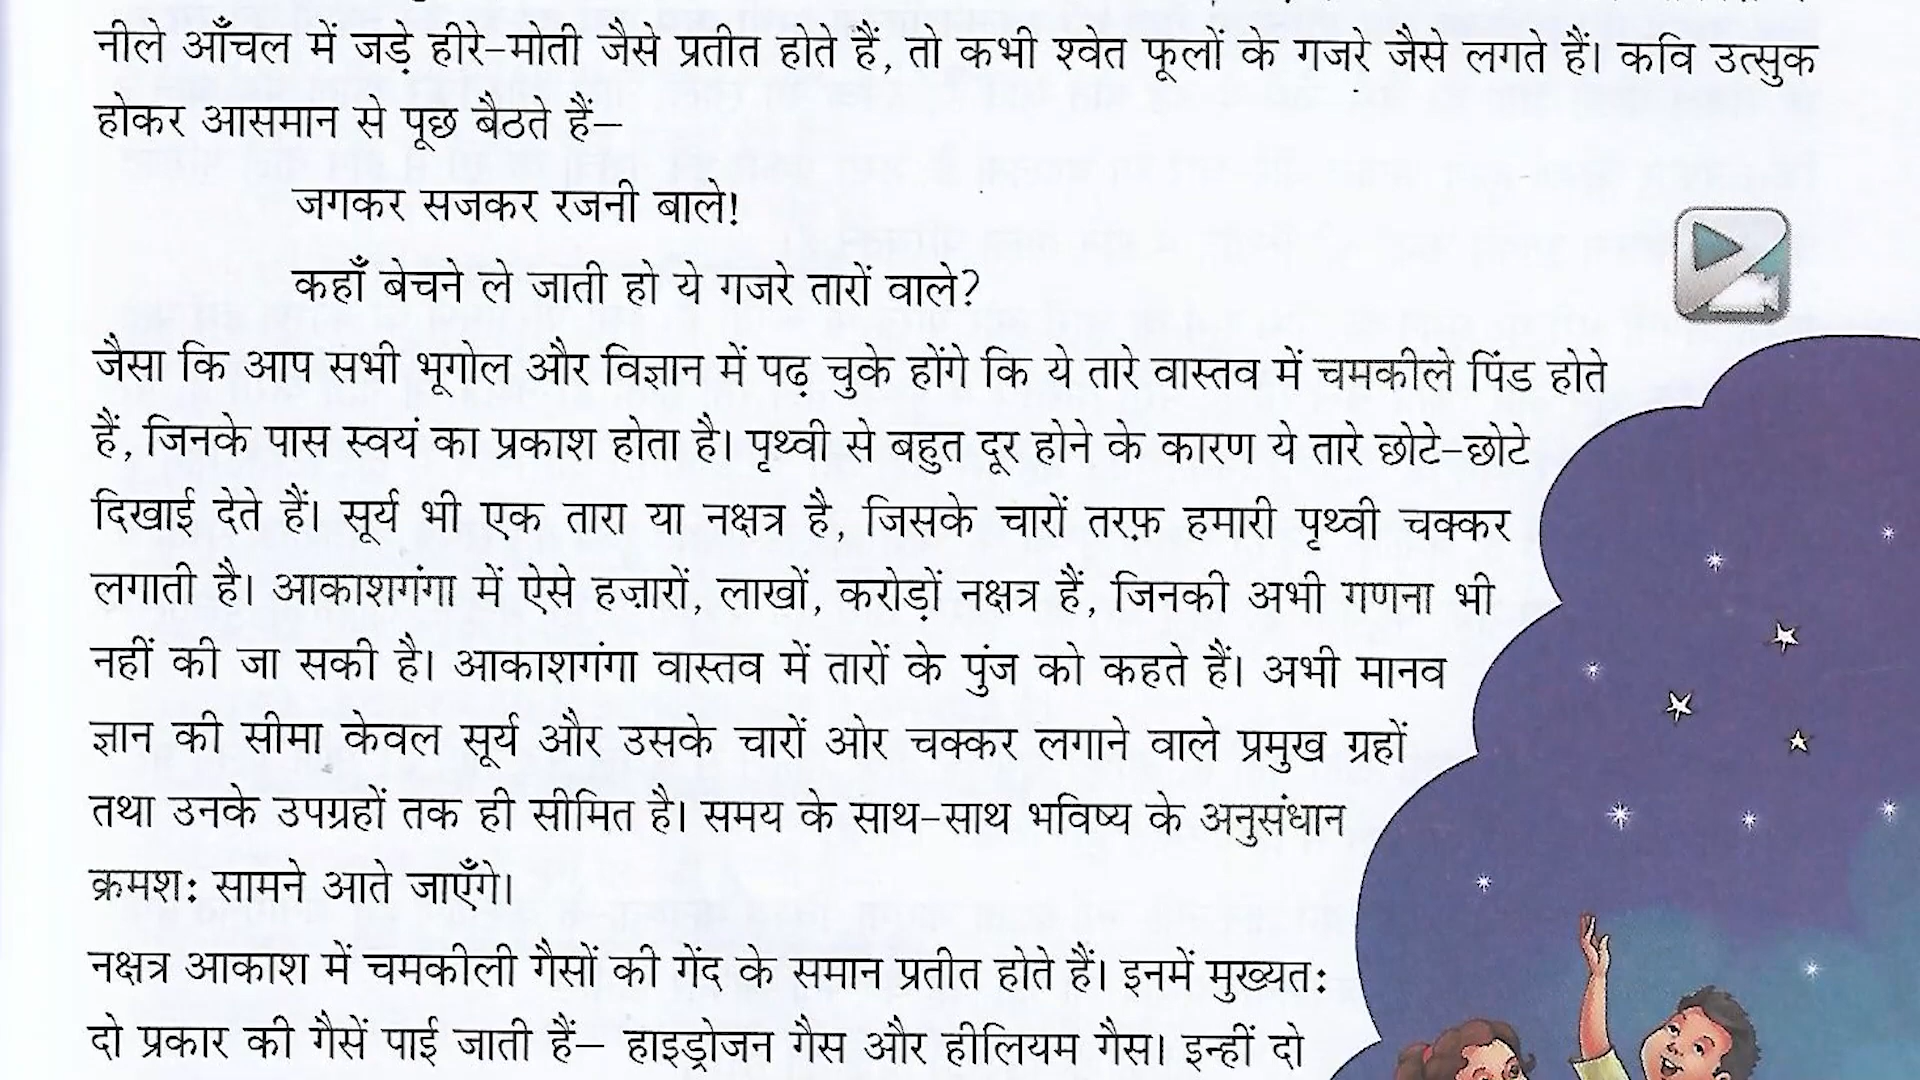 नीले आँचल में जड़े हीरे-मोती जैसे प्रतीत होते हैं, तो कभी श्वेत फूलों के गजरे जैसे लगते हैं। कवि उत्सुक
होकर आसमान से पूछ बैठते हैं–
जगकर सजकर रजनी बाले!
कहाँ बेचने ले जाती हो ये गजरे तारों वाले?
जैसा कि आप सभी भूगोल और विज्ञान में पढ़ चुके होंगे कि ये तारे वास्तव में चमकीले पिंड होते
हैं, जिनके पास स्वयं का प्रकाश होता है। पृथ्वी से बहुत दूर होने के कारण ये तारे छोटे-छोटे
दिखाई देते हैं। सूर्य भी एक तारा या नक्षत्र है, जिसके चारों तरफ़ हमारी पृथ्वी चक्कर
लगाती है। आकाशगंगा में ऐसे हज़ारों, लाखों, करोड़ों नक्षत्र हैं, जिनकी अभी गणना भी
नहीं की जा सकी है। आकाशगंगा वास्तव में तारों के पुंज को कहते हैं। अभी मानव
ज्ञान की सीमा केवल सूर्य और उसके चारों ओर चक्कर लगाने वाले प्रमुख ग्रहों
तथा उनके उपग्रहों तक ही सीमित है। समय के साथ-साथ भविष्य के अनुसंधान
क्रमशः सामने आते जाएँगे।
नक्षत्र आकाश में चमकीली गैसों की गेंद के समान प्रतीत होते हैं। इनमें मुख्यतः
दो प्रकार की गैसें पाई जाती हैं– हाइड्रोजन गैस और हीलियम गैस। इन्हीं दो